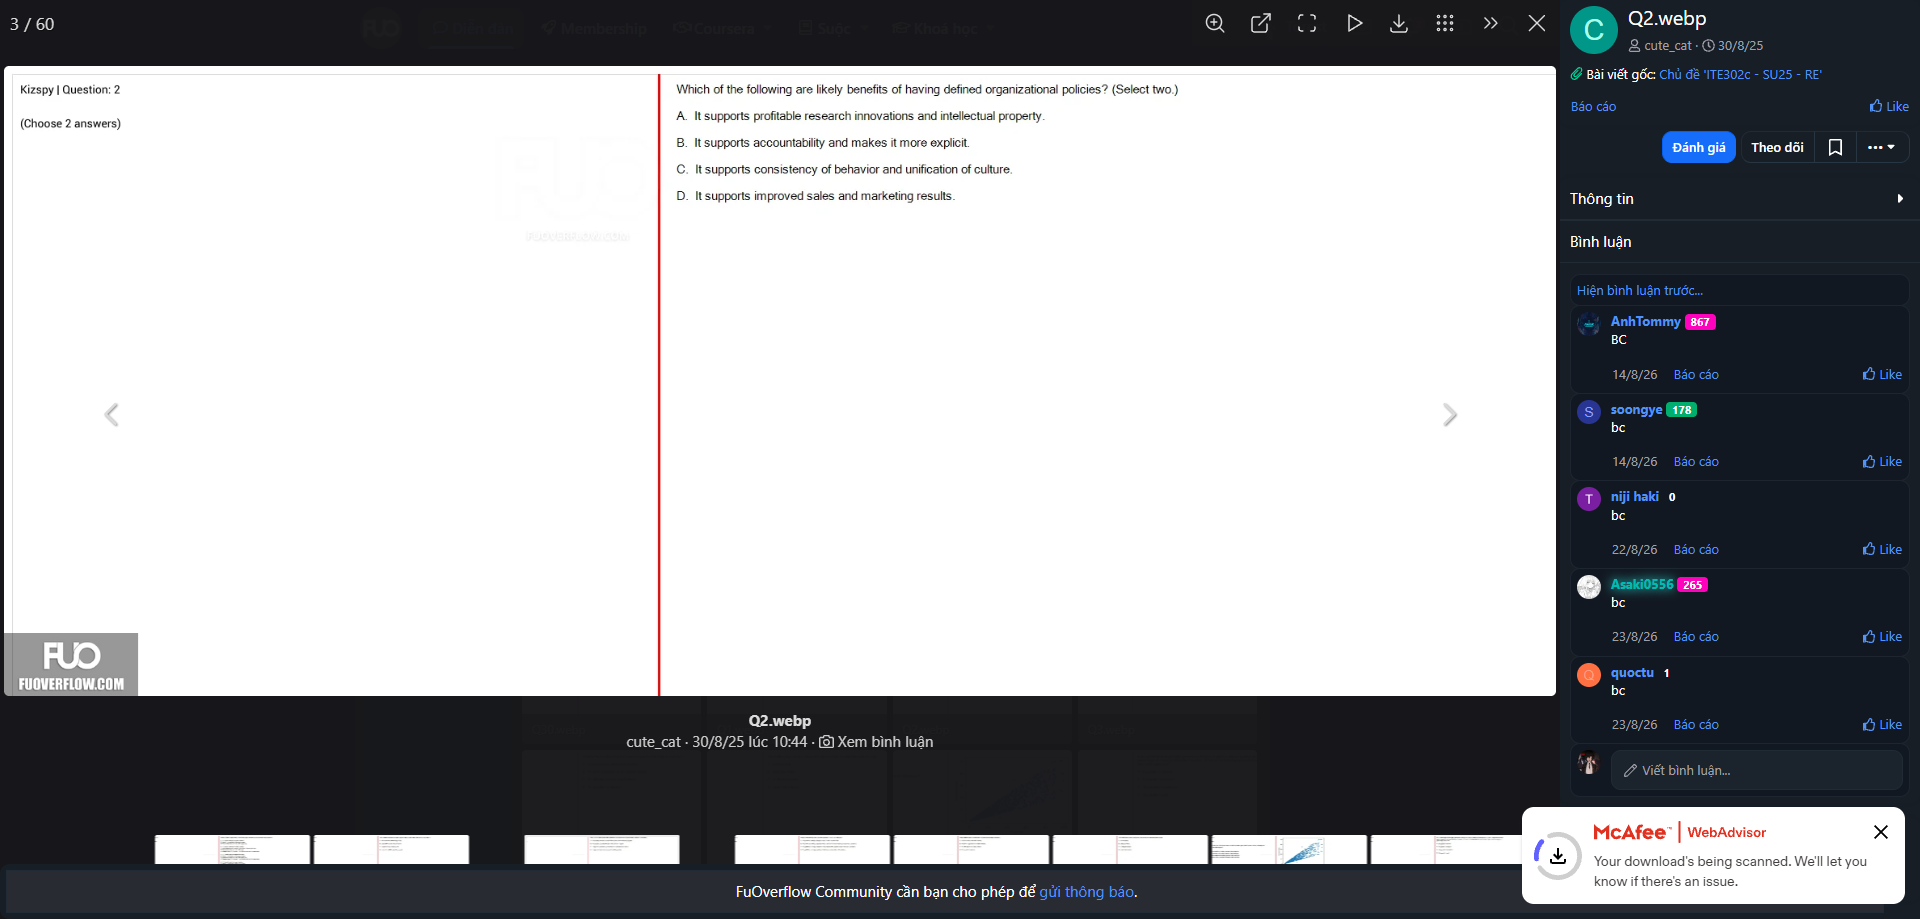 3 / 60
Membership
Coursera
Kizspy | Question: 2
(Choose 2 answers)
Which of the following are likely benefits of having defined organizational policies? (Select two.)
A. It supports profitable research innovations and intellectual property.
B. It supports accountability and makes it more explicit.
C. It supports consistency of behavior and unification of culture.
D. It supports improved sales and marketing results.
FUOVERFLOW.COM
FUO
FUOVERFLOW.COM
Q2.webp
cute_cat · 30/8/25 lúc 10:44 · Xem bình luận
FuOverflow Community cần bạn cho phép để gửi thông báo.
C
Q2.webp
cute_cat · 30/8/25
Bài viết gốc: Chủ đề 'ITE302c - SU25 - RE'
Báo cáo
Like
Đánh giá
Theo dõi
Thông tin
Bình luận
Hiện bình luận trước...
AnhTommy 867
BC
14/8/26 Báo cáo Like
S
soongye 178
bc
14/8/26 Báo cáo Like
T
niji haki 0
bc
22/8/26 Báo cáo Like
Asaki0556 265
bc
23/8/26 Báo cáo Like
Q
quoctu 1
bc
23/8/26 Báo cáo Like
Viết bình luận...
McAfee™ | WebAdvisor
Your download's being scanned. We'll let you
know if there's an issue.